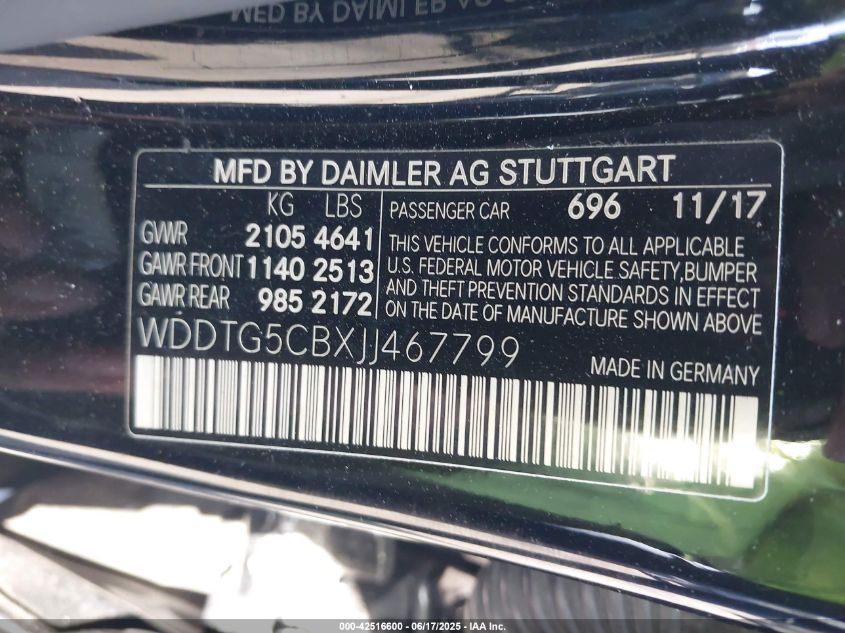 MFD BY DAIMLER AG STUTTGART
MFD BY DAIMLER AG STUTTGART
KG LBS
GVWR 2105 4641
GAWR FRONT 1140 2513
GAWR REAR 985 2172
PASSENGER CAR 696 11/17
THIS VEHICLE CONFORMS TO ALL APPLICABLE
U.S. FEDERAL MOTOR VEHICLE SAFETY,BUMPER
AND THEFT PREVENTION STANDARDS IN EFFECT
ON THE DATE OF MANUFACTURE SHOWN ABOVE
WDDTG5CBXJJ467799
MADE IN GERMANY
000-42516600 - 06/17/2025 - IAA Inc.